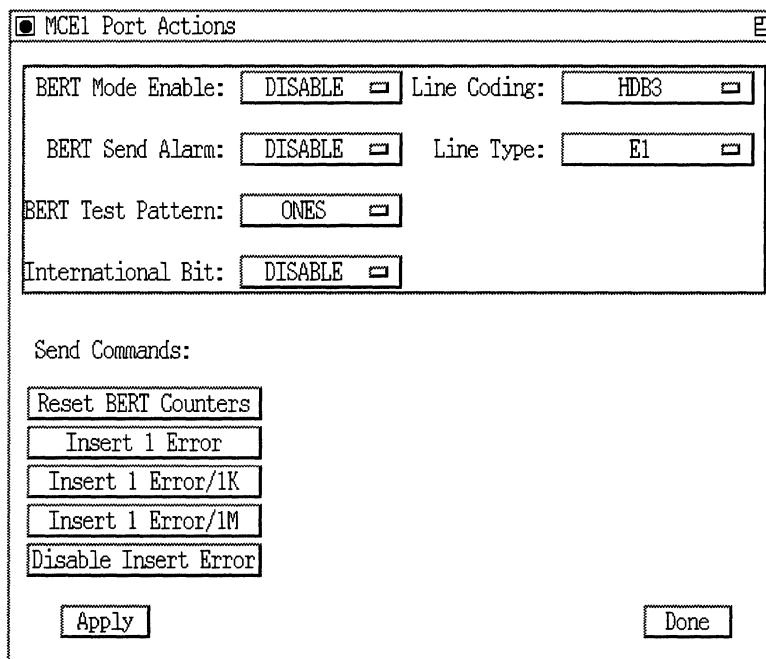 MCE1 Port Actions
BERT Mode Enable: DISABLE Line Coding: HDB3
BERT Send Alarm: DISABLE Line Type: E1
BERT Test Pattern: ONES
International Bit: DISABLE
Send Commands:
Reset BERT Counters
Insert 1 Error
Insert 1 Error/1K
Insert 1 Error/1M
Disable Insert Error
Apply Done